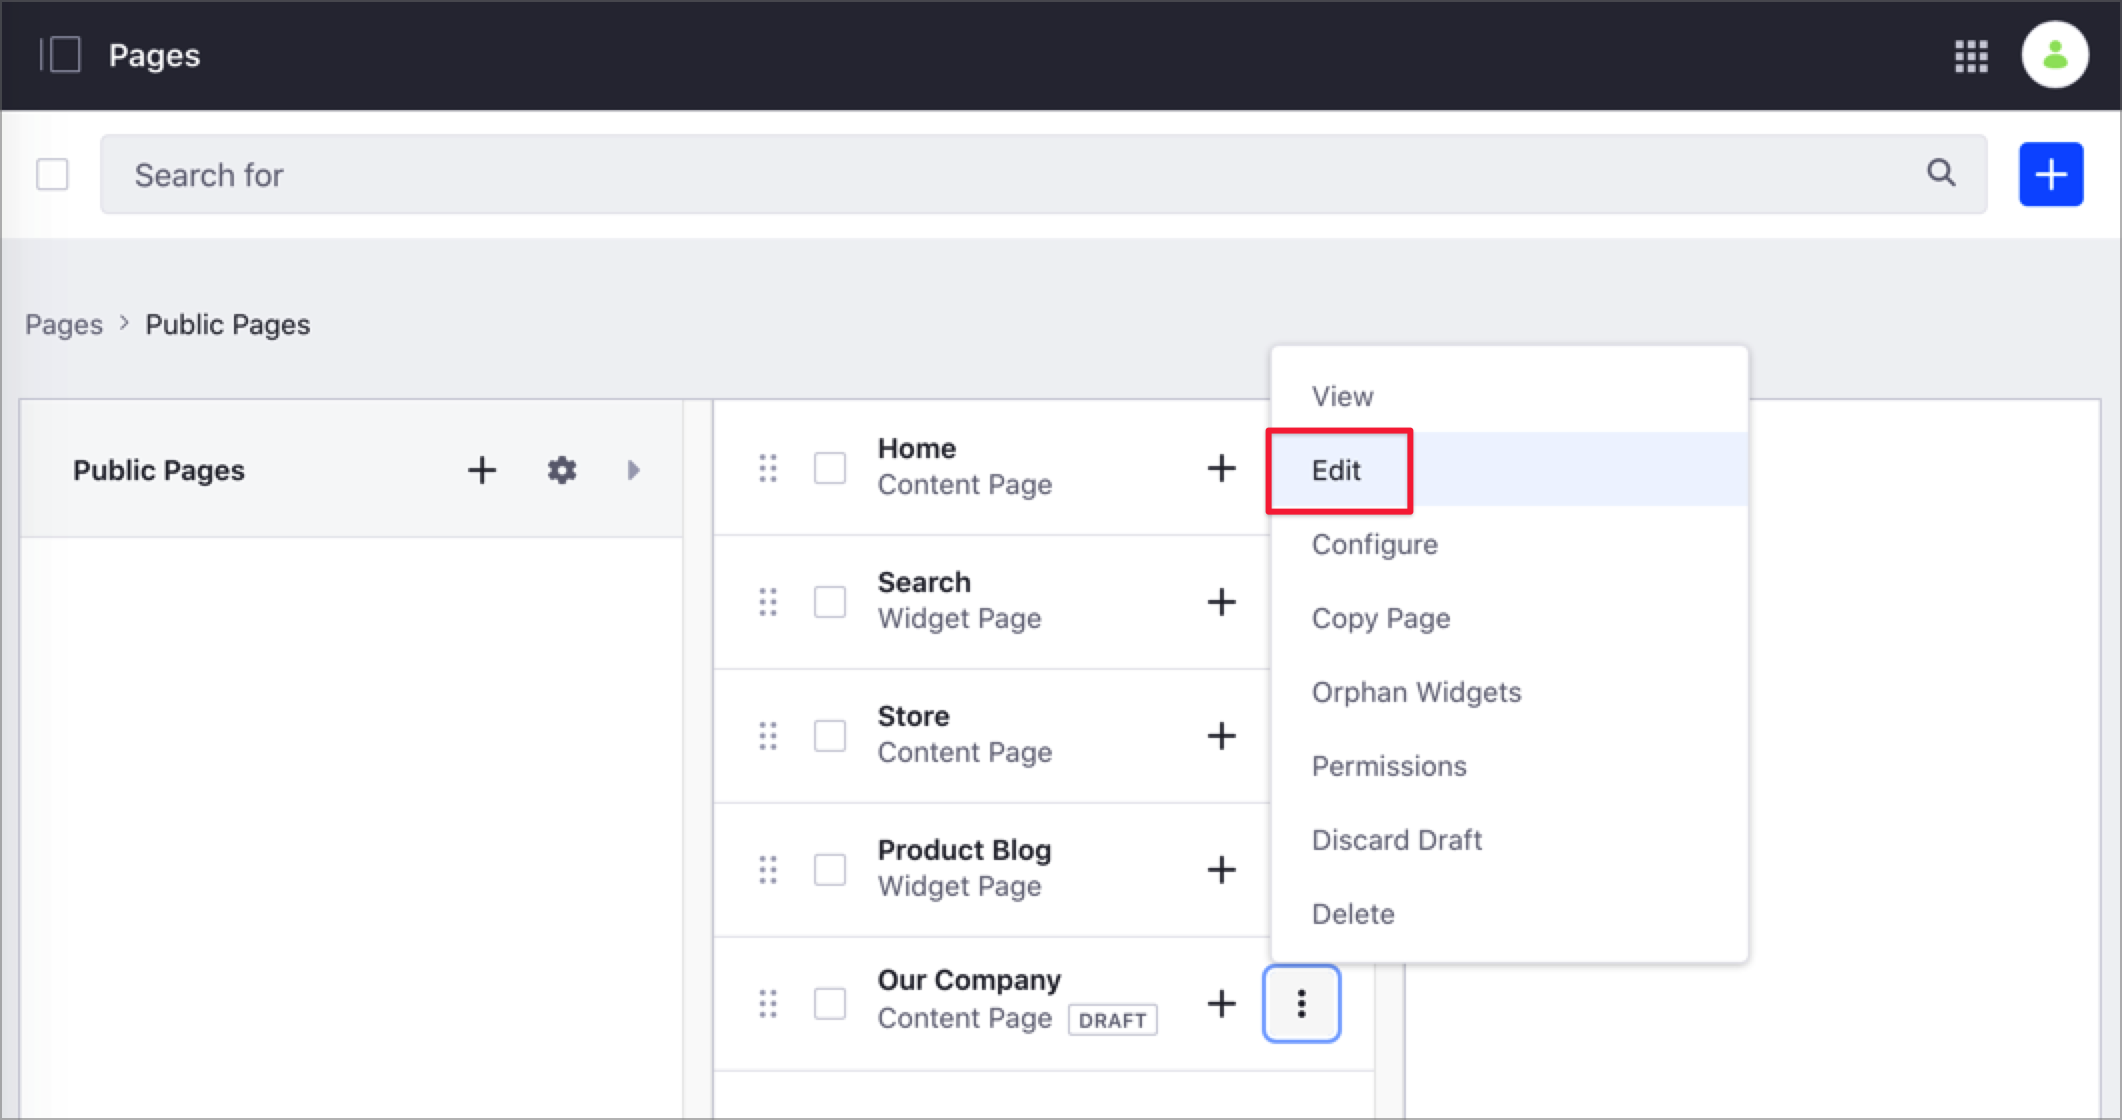 Pages
Search for
Pages > Public Pages
Public Pages
Home
Content Page
Search
Widget Page
Store
Content Page
Product Blog
Widget Page
Our Company
Content Page DRAFT
View
Edit
Configure
Copy Page
Orphan Widgets
Permissions
Discard Draft
Delete